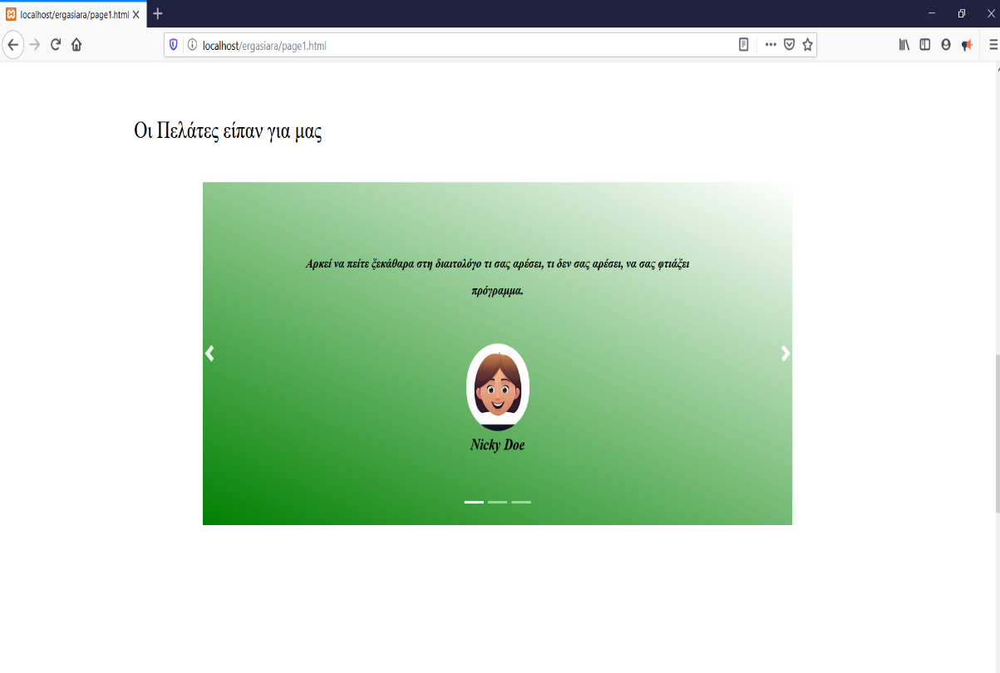 localhost/ergasiara/page1.html
localhost/ergasiara/page1.html
Οι Πελάτες είπαν για μας
Αρκεί να πείτε ξεκάθαρα στη διαιτολόγο τι σας αρέσει, τι δεν σας αρέσει, να σας φτιάξει
πρόγραμμα.
Nicky Doe